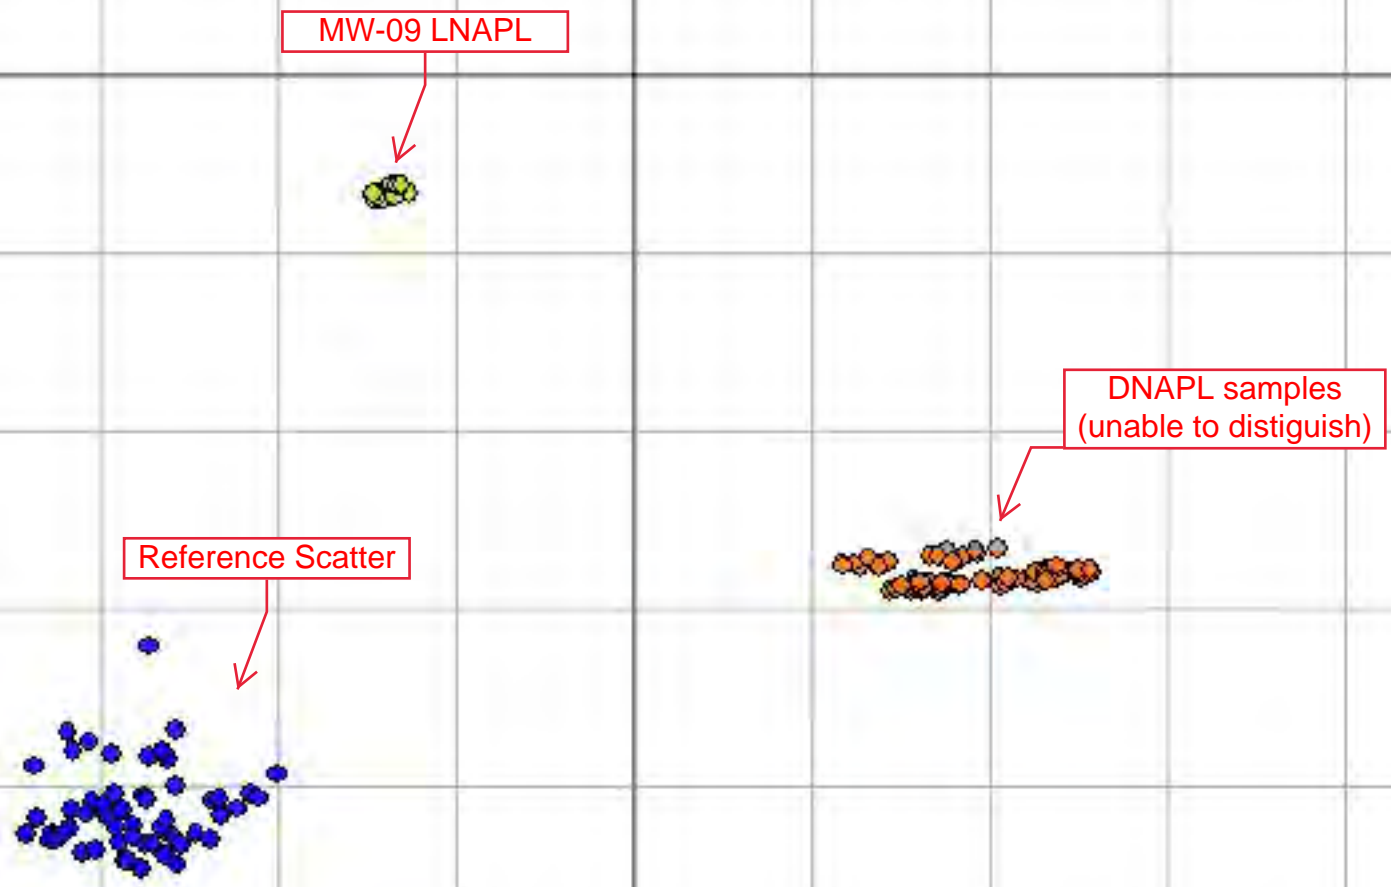 MW-09 LNAPL
DNAPL samples
(unable to distiguish)
Reference Scatter